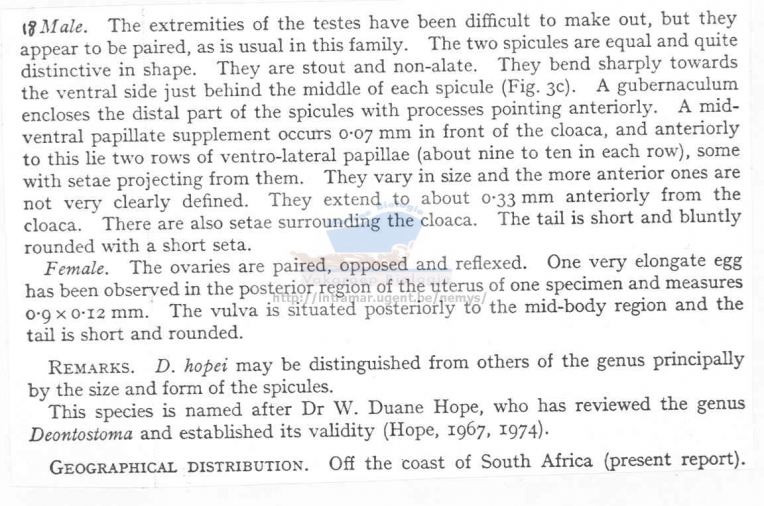 18 Male. The extremities of the testes have been difficult to make out, but they
appear to be paired, as is usual in this family. The two spicules are equal and quite
distinctive in shape. They are stout and non-alate. They bend sharply towards
the ventral side just behind the middle of each spicule (Fig. 3c). A gubernaculum
encloses the distal part of the spicules with processes pointing anteriorly. A mid-
ventral papillate supplement occurs 0·07 mm in front of the cloaca, and anteriorly
to this lie two rows of ventro-lateral papillae (about nine to ten in each row), some
with setae projecting from them. They vary in size and the more anterior ones are
not very clearly defined. They extend to about 0·33 mm anteriorly from the
cloaca. There are also setae surrounding the cloaca. The tail is short and bluntly
rounded with a short seta.
Female. The ovaries are paired, opposed and reflexed. One very elongate egg
has been observed in the posterior region of the uterus of one specimen and measures
http://intramar.ugent.be/nemys/
0·9 × 0·12 mm. The vulva is situated posteriorly to the mid-body region and the
tail is short and rounded.
REMARKS. D. hopei may be distinguished from others of the genus principally
by the size and form of the spicules.
This species is named after Dr W. Duane Hope, who has reviewed the genus
Deontostoma and established its validity (Hope, 1967, 1974).
GEOGRAPHICAL DISTRIBUTION. Off the coast of South Africa (present report).